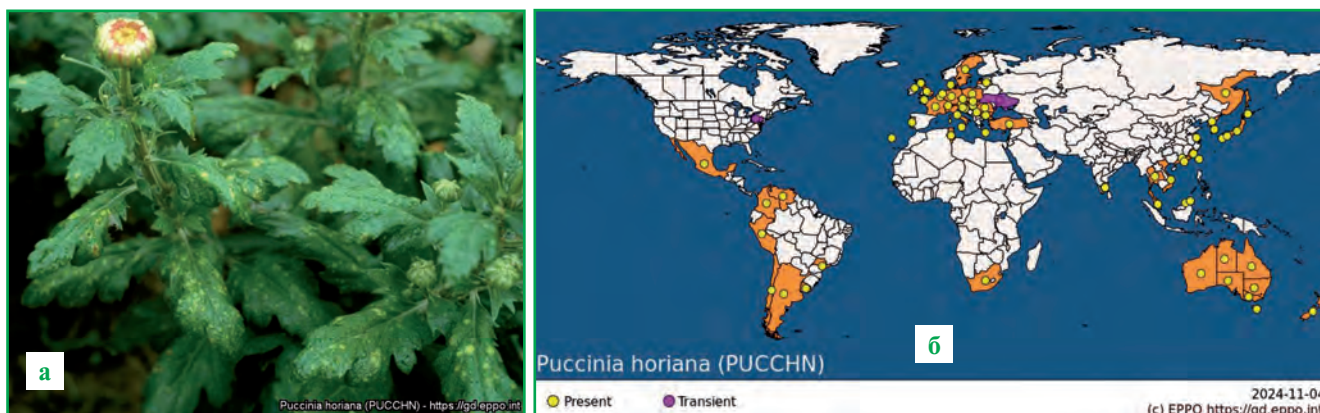 а
Puccinia horiana (PUCCHN) - https://gd.eppo.int
б
Puccinia horiana (PUCCHN)
Present
Transient
2024-11-04
(c) EPPO https://gd.eppo.int